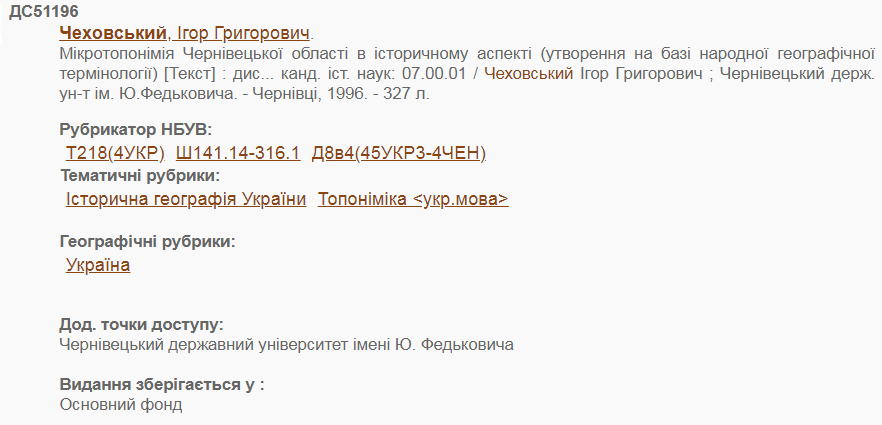 ДС51196
Чеховський, Ігор Григорович.
Мікротопонімія Чернівецької області в історичному аспекті (утворення на базі народної географічної
термінології) [Текст] : дис... канд. іст. наук: 07.00.01 / Чеховський Ігор Григорович ; Чернівецький держ.
ун-т ім. Ю.Федьковича. - Чернівці, 1996. - 327 л.
Рубрикатор НБУВ:
Т218(4УКР) Ш141.14-316.1 Д8в4(45УКР3-4ЧЕН)
Тематичні рубрики:
Історична географія України Топоніміка <укр.мова>
Географічні рубрики:
Україна
Дод. точки доступу:
Чернівецький державний університет імені Ю. Федьковича
Видання зберігається у :
Основний фонд